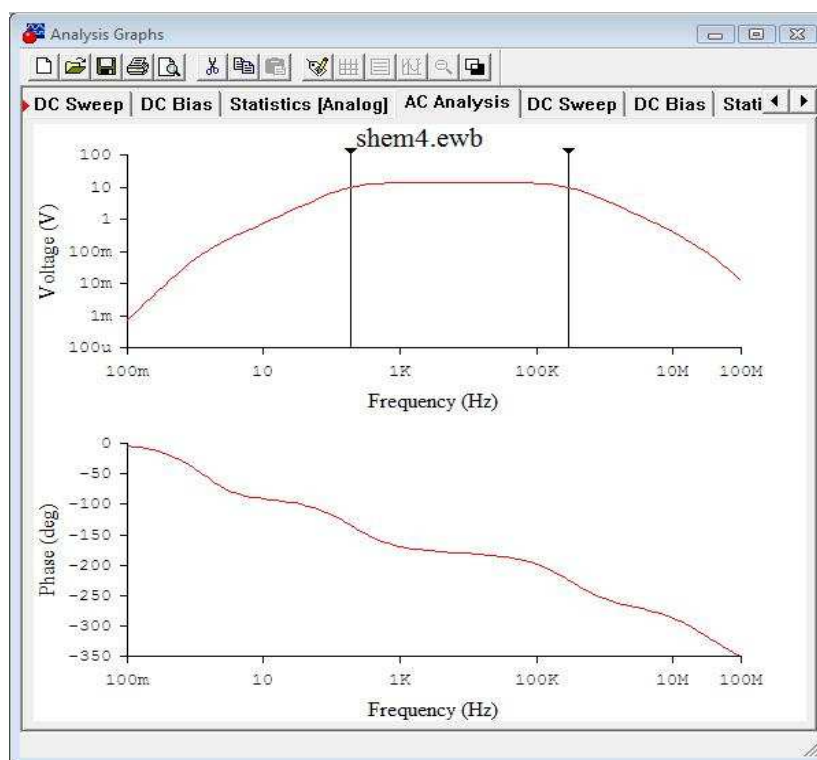 Analysis Graphs
DC Sweep DC Bias Statistics [Analog] AC Analysis DC Sweep DC Bias Stati
shem4.ewb
100
10
1
100m
10m
1m
100u
Voltage (V)
100m 10 1K 100K 10M 100M
Frequency (Hz)
0
-50
-100
-150
-200
-250
-300
-350
Phase (deg)
100m 10 1K 100K 10M 100M
Frequency (Hz)